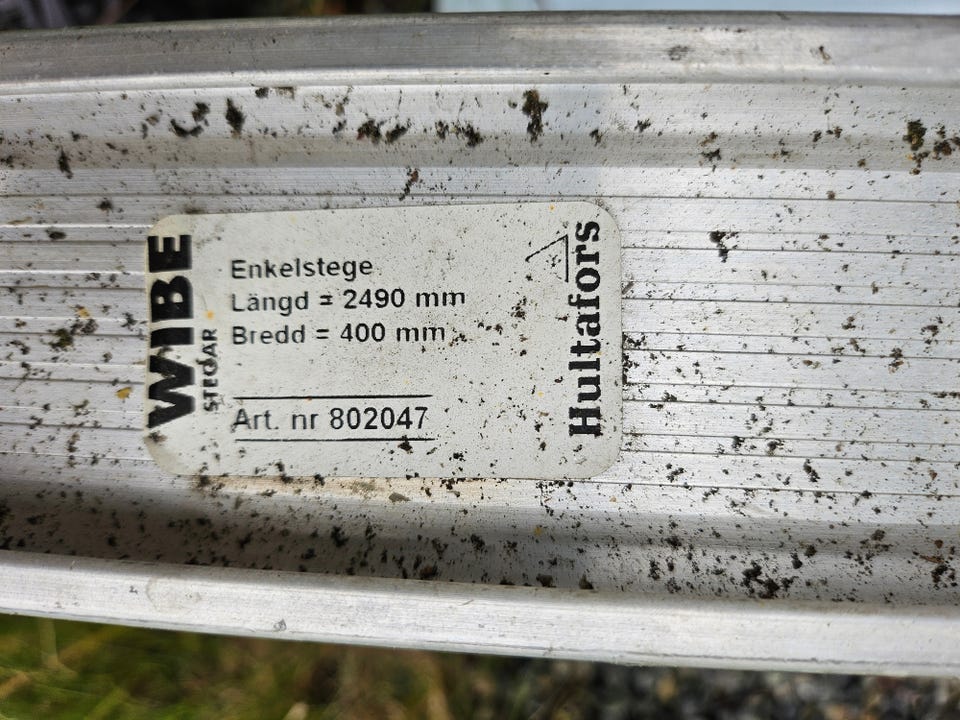 WIBE
STEGAR
Enkelstege
Längd = 2490 mm
Bredd = 400 mm
Art. nr 802047
Hultafors